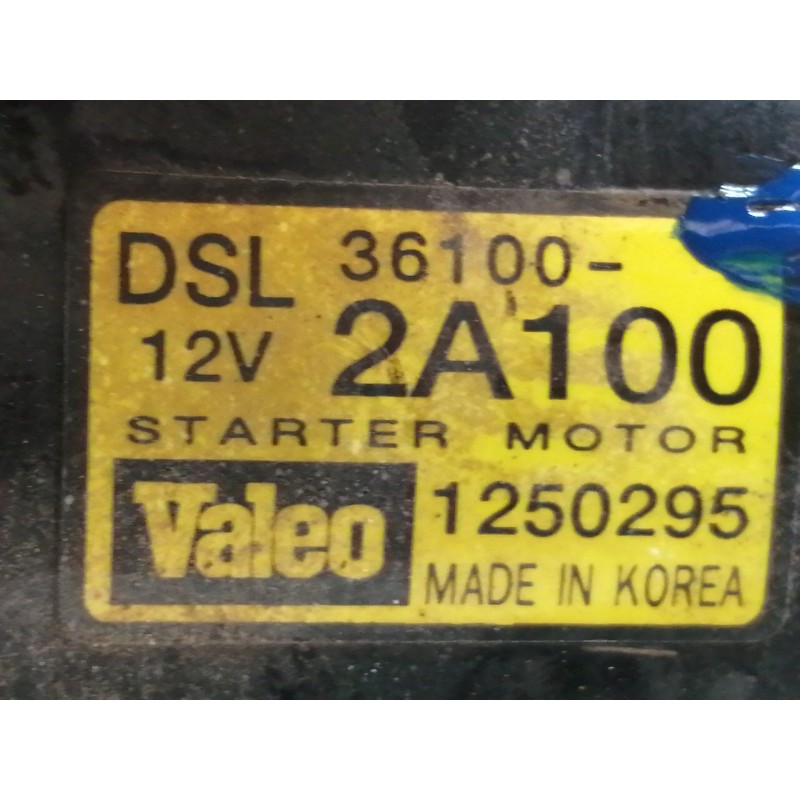 DSL 36100-
12V 2A100
STARTER MOTOR
Valeo 1250295
MADE IN KOREA